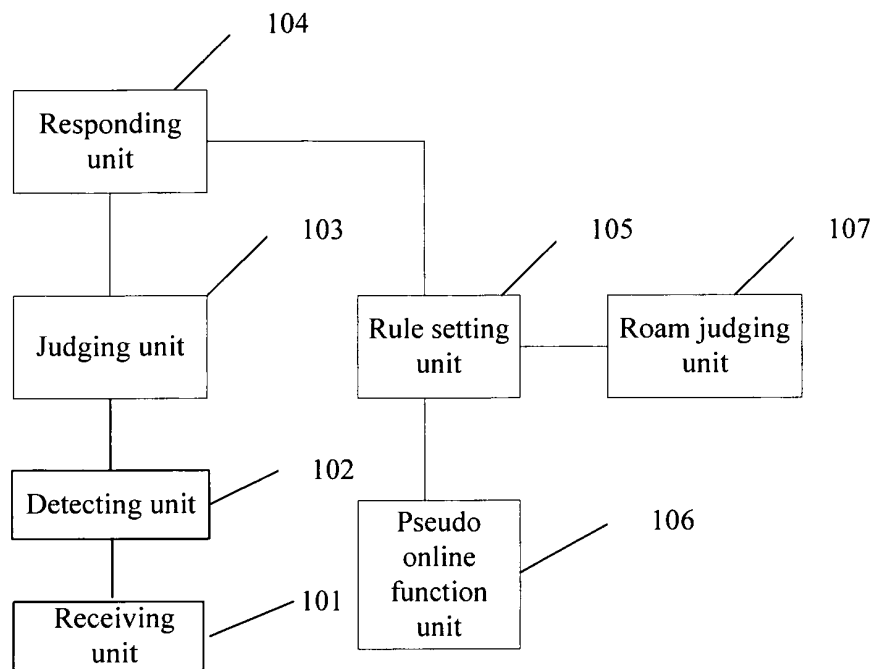 104
Responding
unit
103
105
107
Judging unit
Rule setting
unit
Roam judging
unit
102
Detecting unit
Pseudo
online
function
unit
106
101
Receiving
unit